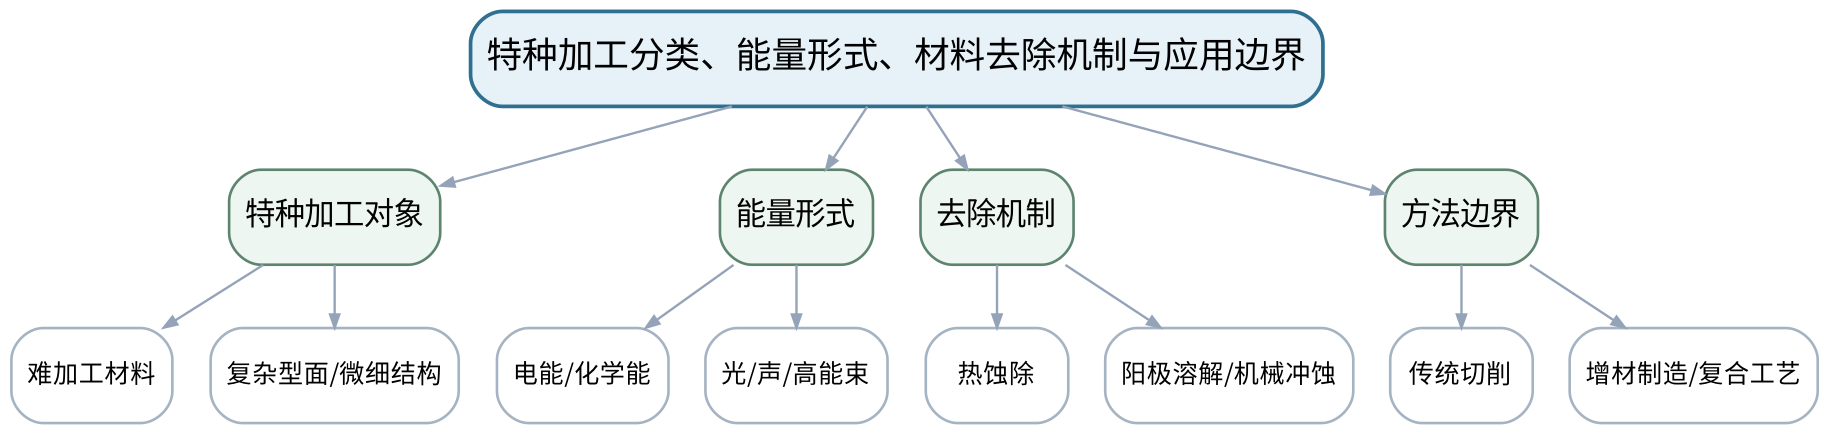 特种加工分类、能量形式、材料去除机制与应用边界
特种加工对象
能量形式
去除机制
方法边界
难加工材料
复杂型面/微细结构
电能/化学能
光/声/高能束
热蚀除
阳极溶解/机械冲蚀
传统切削
增材制造/复合工艺